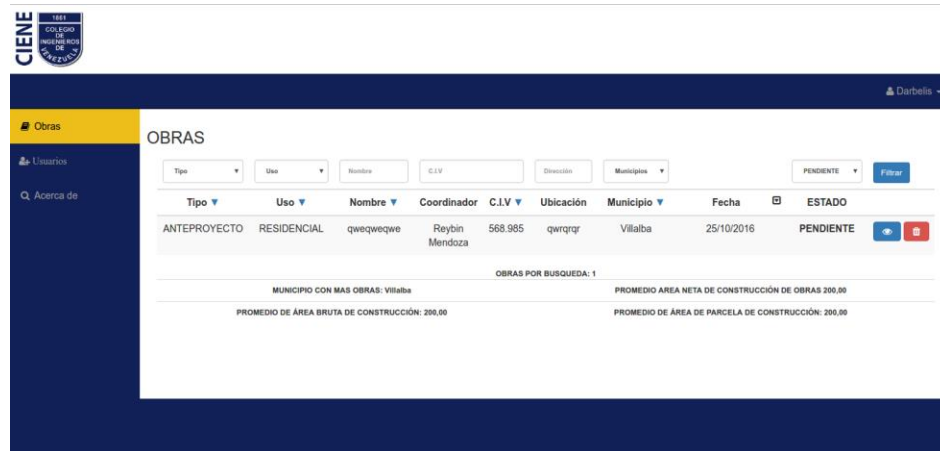 CIENE
1861
COLEGIO
DE
INGENIEROS
DE
VENEZUELA
Darbelis
Obras
Usuarios
Acerca de
OBRAS
Tipo Uso Nombre C.I.V Dirección Municipios PENDIENTE Filtrar
Tipo Uso Nombre Coordinador C.I.V Ubicación Municipio Fecha ESTADO
ANTEPROYECTO RESIDENCIAL qweqweqwe Reybin 568.985 qwrqrqr Villalba 25/10/2016 PENDIENTE
Mendoza
OBRAS POR BUSQUEDA: 1
MUNICIPIO CON MAS OBRAS: Villalba PROMEDIO AREA NETA DE CONSTRUCCIÓN DE OBRAS 200,00
PROMEDIO DE ÁREA BRUTA DE CONSTRUCCIÓN: 200,00 PROMEDIO DE ÁREA DE PARCELA DE CONSTRUCCIÓN: 200,00